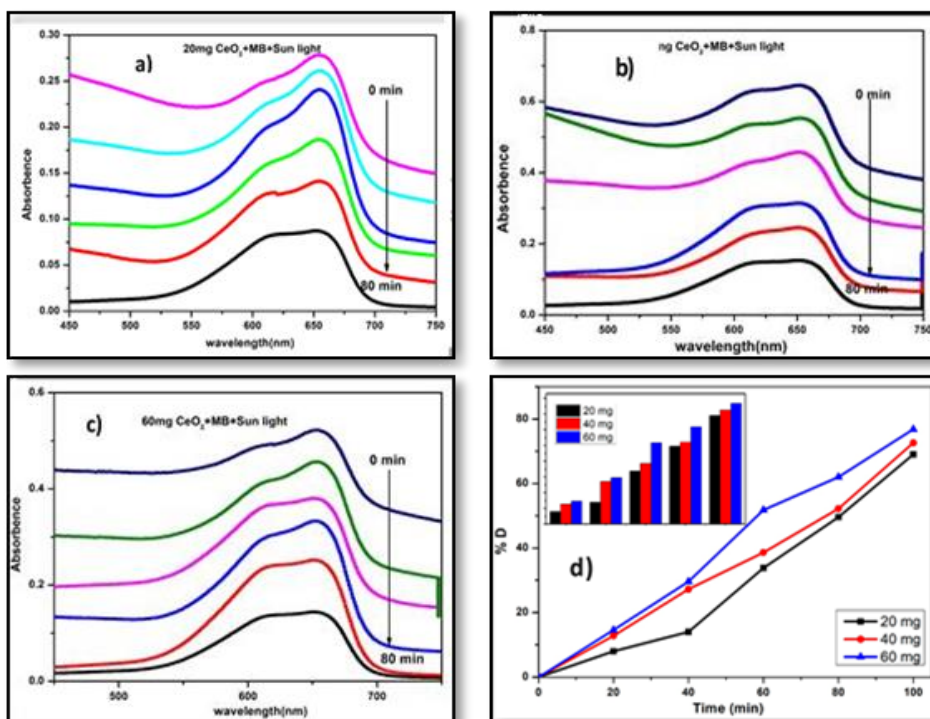 20mg CeO2+MB+Sun light
a)
0 min
80 min
Absorbence
0.30
0.25
0.20
0.15
0.10
0.05
0.00
450 500 550 600 650 700 750
wavelength(nm)
ng CeO2+MB+Sun light
b)
0 min
80 min
Absorbence
0.8
0.6
0.4
0.2
0.0
450 500 550 600 650 700 750
wavelength(nm)
60mg CeO2+MB+Sun light
c)
0 min
80 min
Absorbence
0.6
0.4
0.2
0.0
500 600 700
wavelength(nm)
20 mg
40 mg
60 mg
d)
% D
80
60
40
20
0
20 mg
40 mg
60 mg
0 20 40 60 80 100
Time (min)